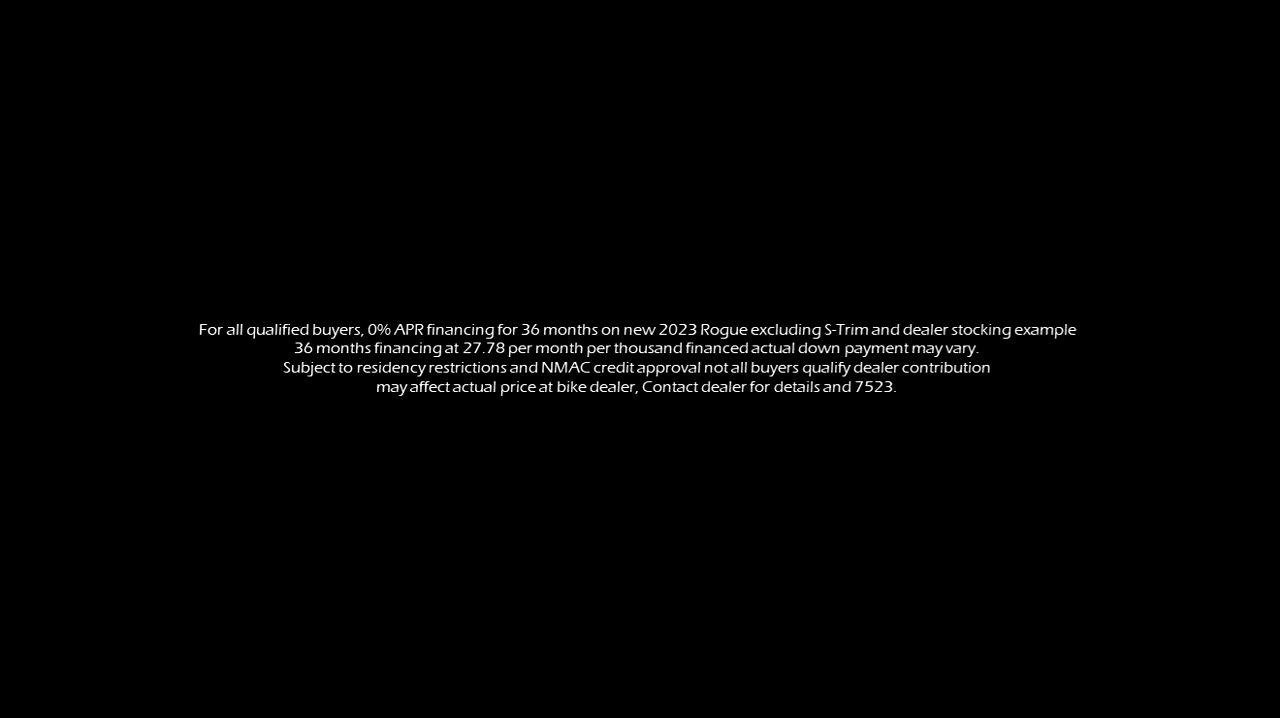 For all qualified buyers, 0% APR financing for 36 months on new 2023 Rogue excluding S-Trim and dealer stocking example
36 months financing at 27.78 per month per thousand financed actual down payment may vary.
Subject to residency restrictions and NMAC credit approval not all buyers qualify dealer contribution
may affect actual price at bike dealer, Contact dealer for details and 7523.